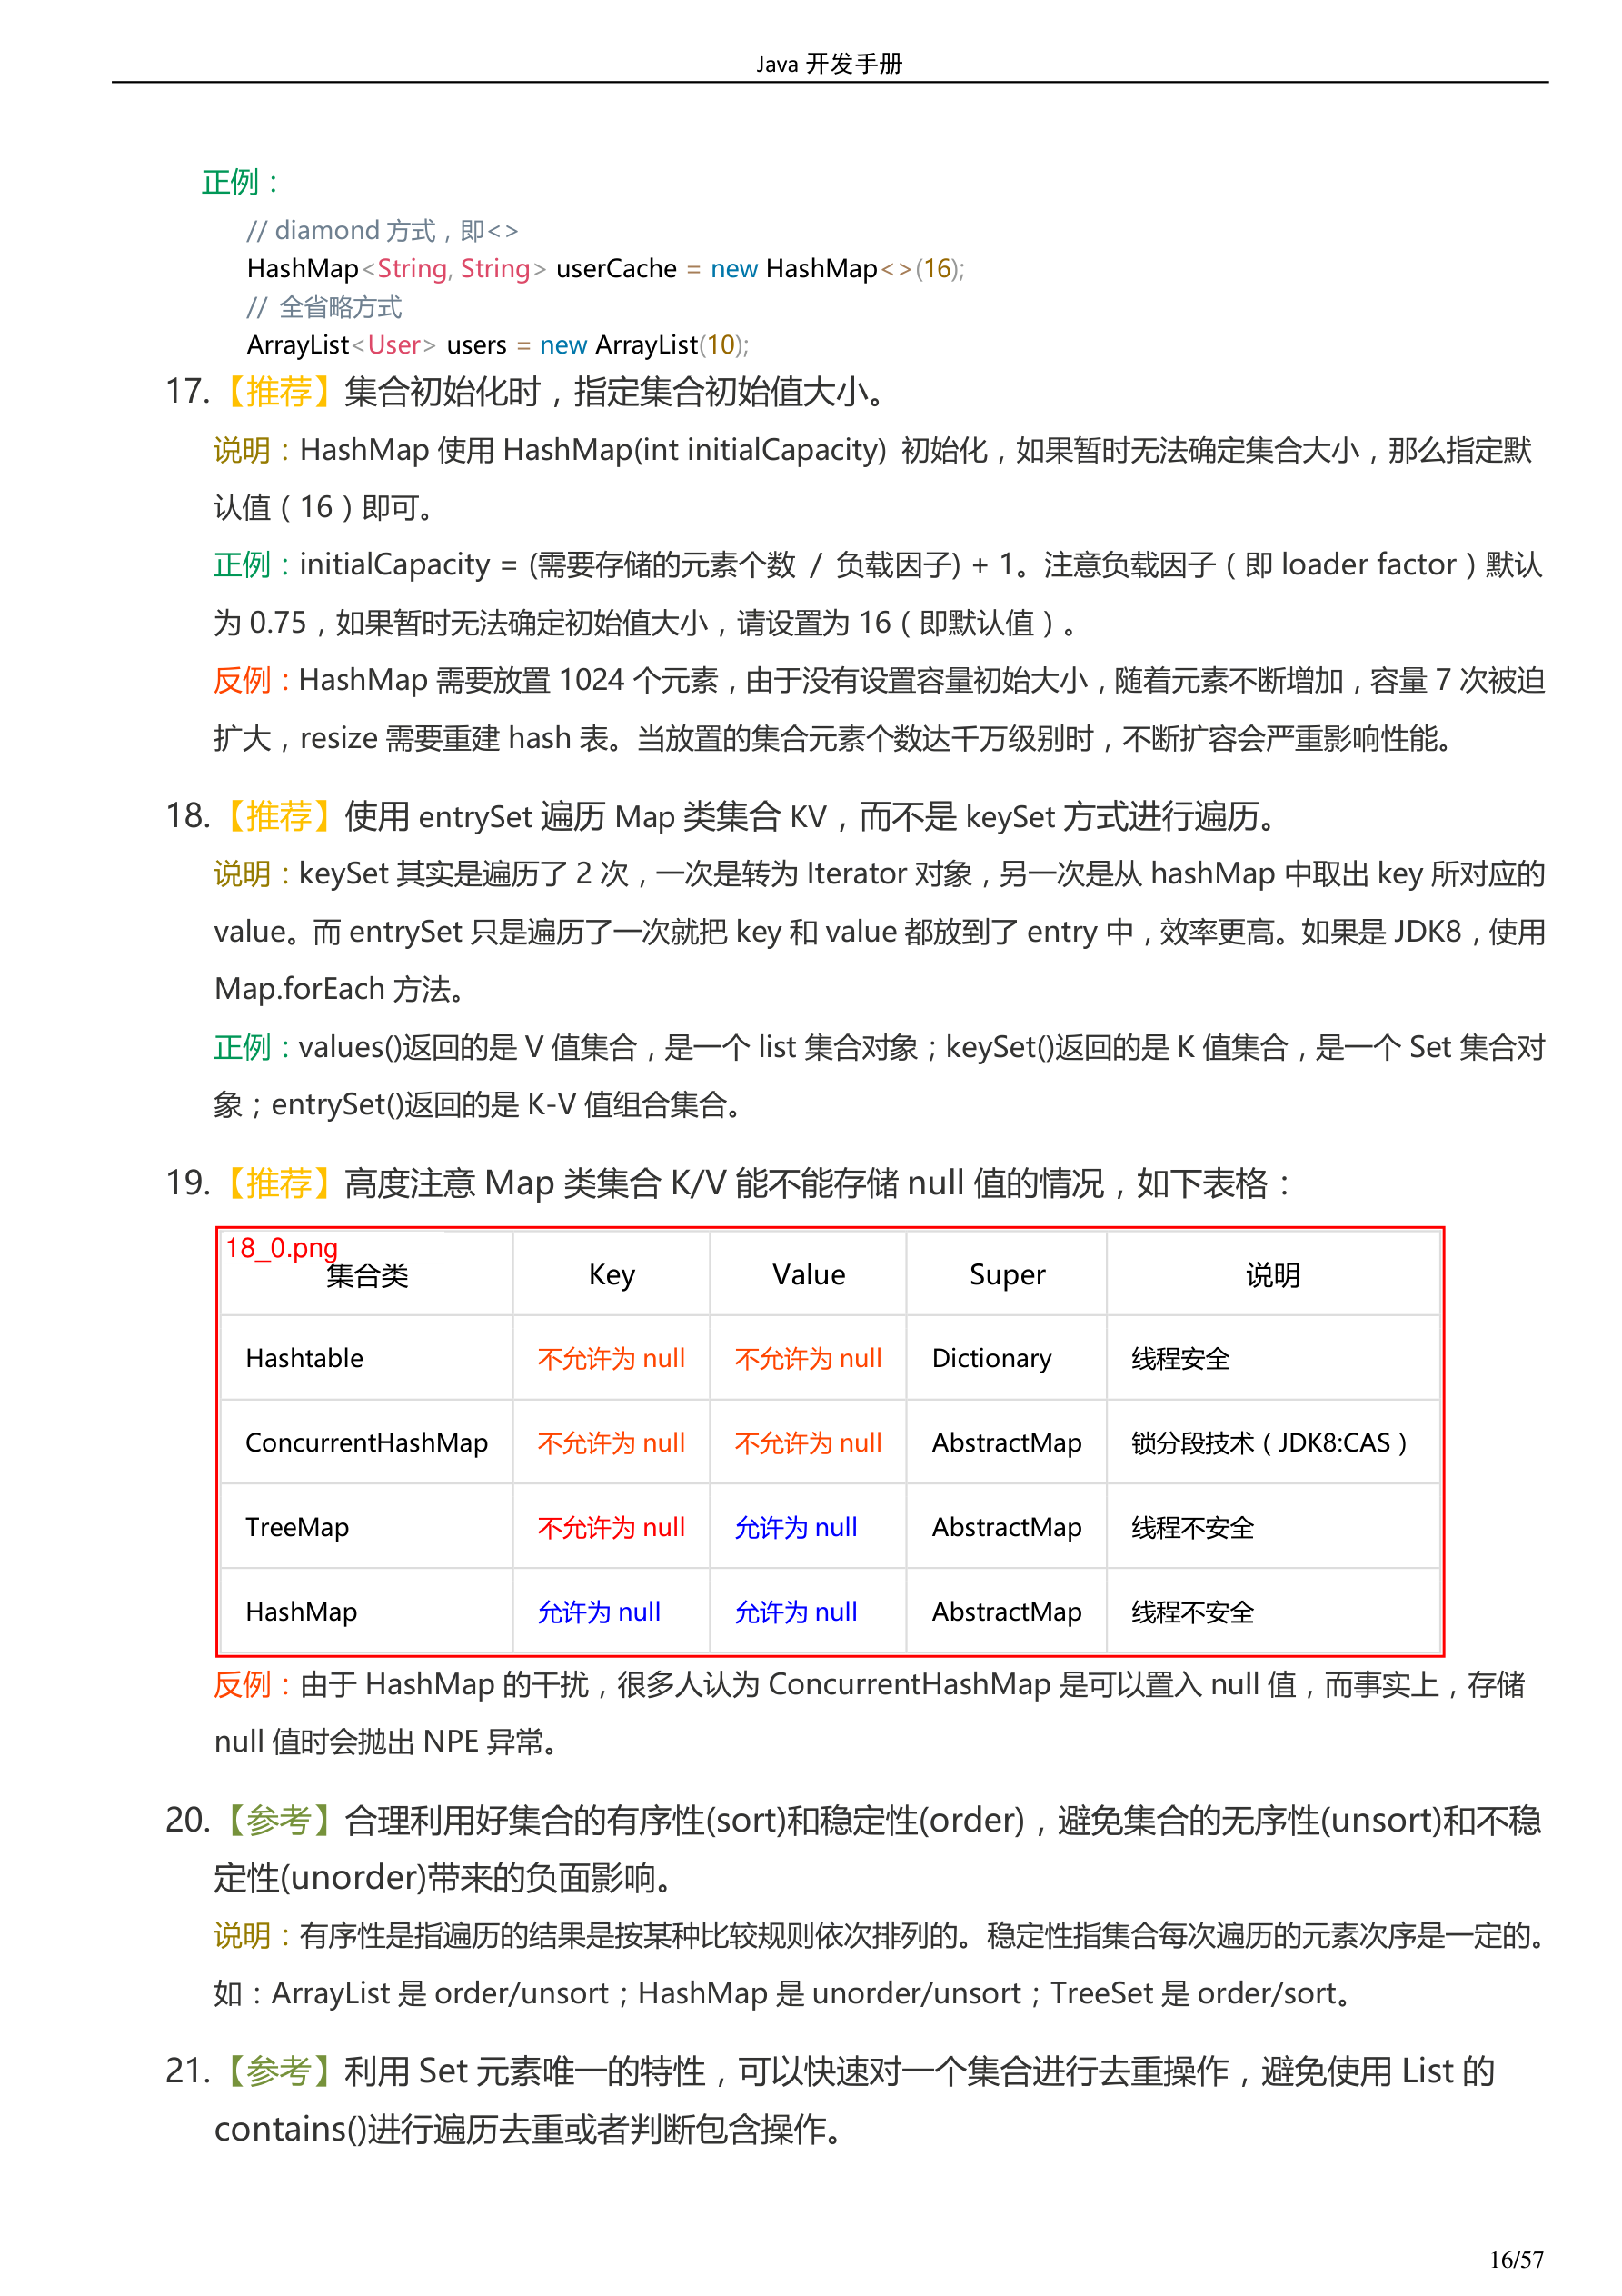 Java 开发手册
正例：
// diamond 方式，即<>
HashMap<String, String> userCache = new HashMap<>(16);
// 全省略方式
ArrayList<User> users = new ArrayList(10);
17.【推荐】集合初始化时，指定集合初始值大小。
说明：HashMap 使用 HashMap(int initialCapacity) 初始化，如果暂时无法确定集合大小，那么指定默
认值（16）即可。
正例：initialCapacity = (需要存储的元素个数 / 负载因子) + 1。注意负载因子（即 loader factor）默认
为 0.75，如果暂时无法确定初始值大小，请设置为 16（即默认值）。
反例：HashMap 需要放置 1024 个元素，由于没有设置容量初始大小，随着元素不断增加，容量 7 次被迫
扩大，resize 需要重建 hash 表。当放置的集合元素个数达千万级别时，不断扩容会严重影响性能。
18.【推荐】使用 entrySet 遍历 Map 类集合 KV，而不是 keySet 方式进行遍历。
说明：keySet 其实是遍历了 2 次，一次是转为 Iterator 对象，另一次是从 hashMap 中取出 key 所对应的
value。而 entrySet 只是遍历了一次就把 key 和 value 都放到了 entry 中，效率更高。如果是 JDK8，使用
Map.forEach 方法。
正例：values()返回的是 V 值集合，是一个 list 集合对象；keySet()返回的是 K 值集合，是一个 Set 集合对
象；entrySet()返回的是 K-V 值组合集合。
19.【推荐】高度注意 Map 类集合 K/V 能不能存储 null 值的情况，如下表格：
18_0.png
集合类 Key Value Super 说明
Hashtable 不允许为 null 不允许为 null Dictionary 线程安全
ConcurrentHashMap 不允许为 null 不允许为 null AbstractMap 锁分段技术（JDK8:CAS）
TreeMap 不允许为 null 允许为 null AbstractMap 线程不安全
HashMap 允许为 null 允许为 null AbstractMap 线程不安全
反例：由于 HashMap 的干扰，很多人认为 ConcurrentHashMap 是可以置入 null 值，而事实上，存储
null 值时会抛出 NPE 异常。
20.【参考】合理利用好集合的有序性(sort)和稳定性(order)，避免集合的无序性(unsort)和不稳
定性(unorder)带来的负面影响。
说明：有序性是指遍历的结果是按某种比较规则依次排列的。稳定性指集合每次遍历的元素次序是一定的。
如：ArrayList 是 order/unsort；HashMap 是 unorder/unsort；TreeSet 是 order/sort。
21.【参考】利用 Set 元素唯一的特性，可以快速对一个集合进行去重操作，避免使用 List 的
contains()进行遍历去重或者判断包含操作。
16/57